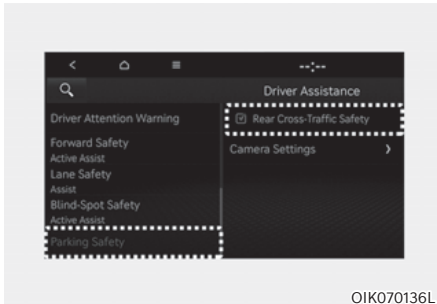 --:--
Driver Assistance
Driver Attention Warning
Forward Safety
Active Assist
Lane Safety
Assist
Blind-Spot Safety
Active Assist
Parking Safety
Rear Cross-Traffic Safety
Camera Settings
OIK070136L